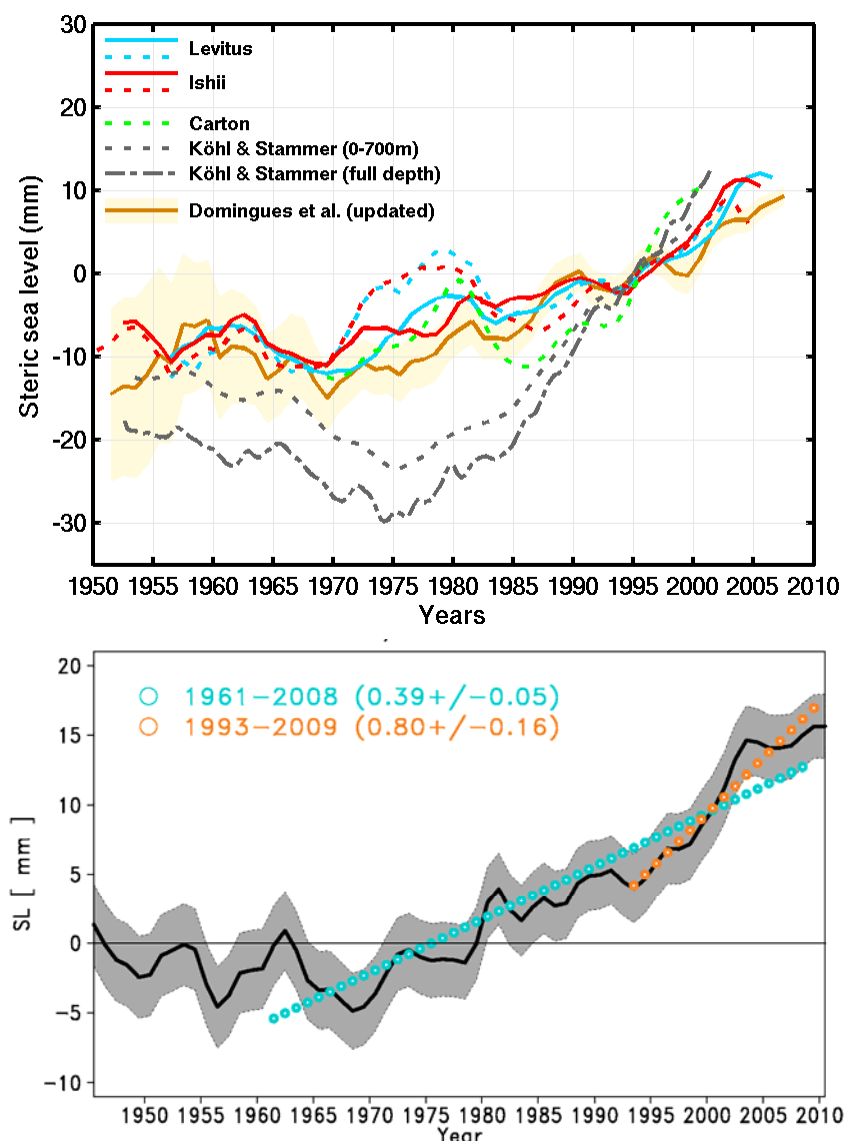 30
20
10
0
-10
-20
-30
Steric sea level (mm)
Levitus
Ishii
Carton
Köhl & Stammer (0-700m)
Köhl & Stammer (full depth)
Domingues et al. (updated)
1950 1955 1960 1965 1970 1975 1980 1985 1990 1995 2000 2005 2010
Years
20
15
10
5
0
-5
-10
SL [ mm ]
1961-2008 (0.39+/-0.05)
1993-2009 (0.80+/-0.16)
1950 1955 1960 1965 1970 1975 1980 1985 1990 1995 2000 2005 2010
Year